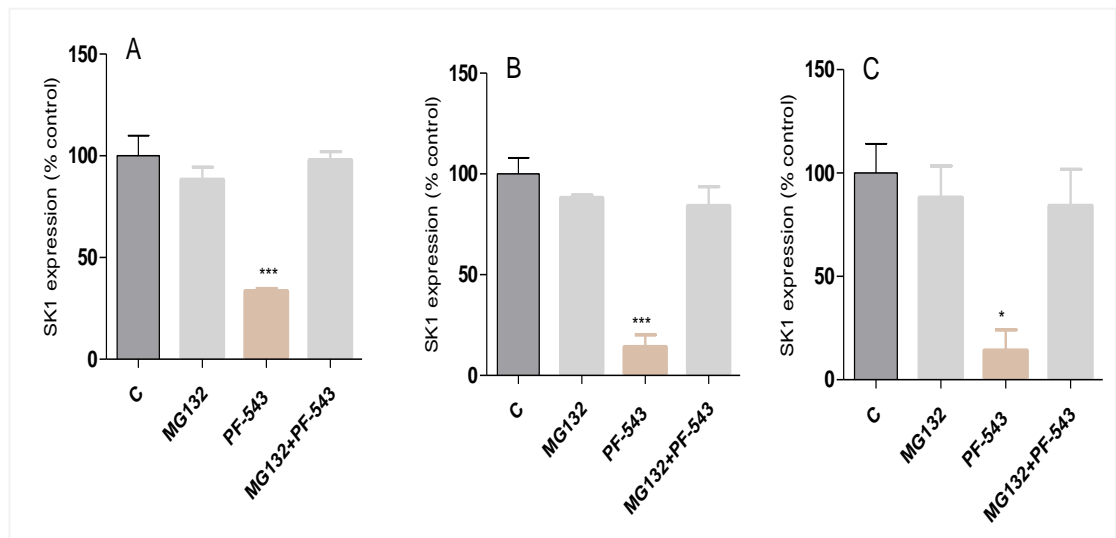 A
SK1 expression (% control)
150
100
50
0
***
C
MG132
PF-543
MG132+PF-543
B
SK1 expression (% control)
150
100
50
0
***
C
MG132
PF-543
MG132+PF-543
C
SK1 expression (% control)
150
100
50
0
*
C
MG132
PF-543
MG132+PF-543